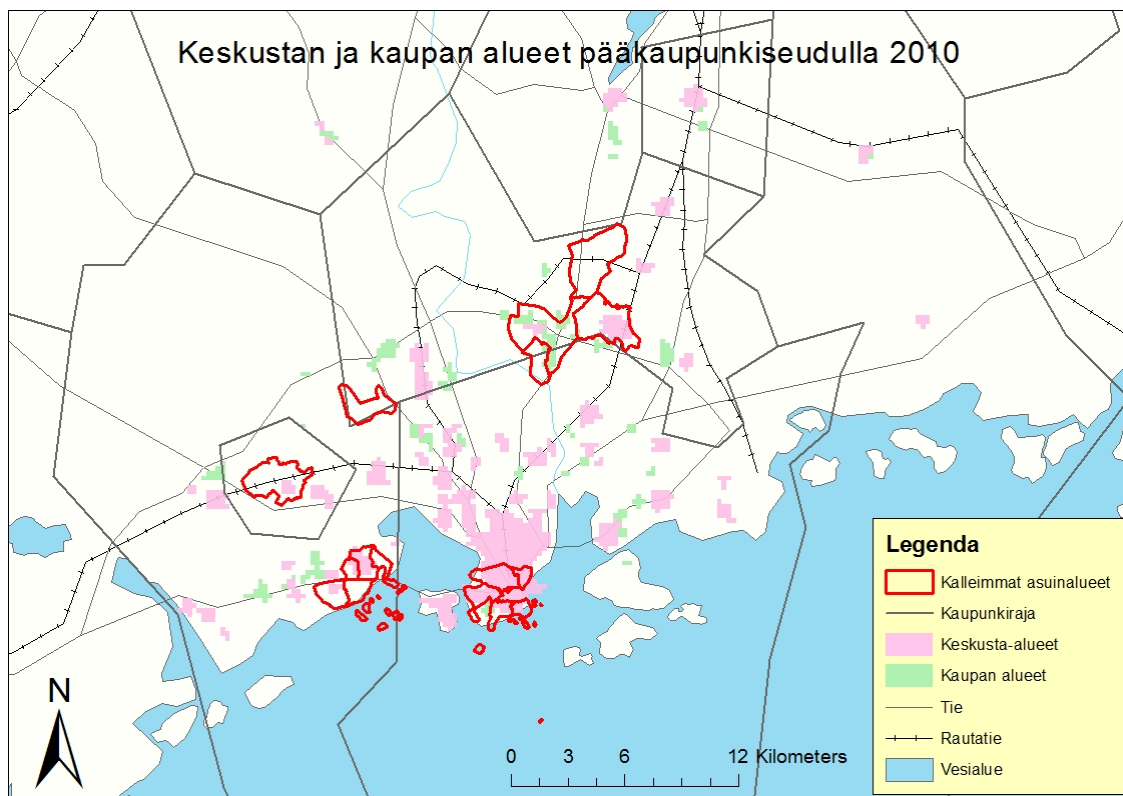 Keskustan ja kaupan alueet pääkaupunkiseudulla 2010
Legenda
Kalleimmat asuinalueet
Kaupunkiraja
Keskusta-alueet
Kaupan alueet
Tie
Rautatie
Vesialue
N
0 3 6 12 Kilometers